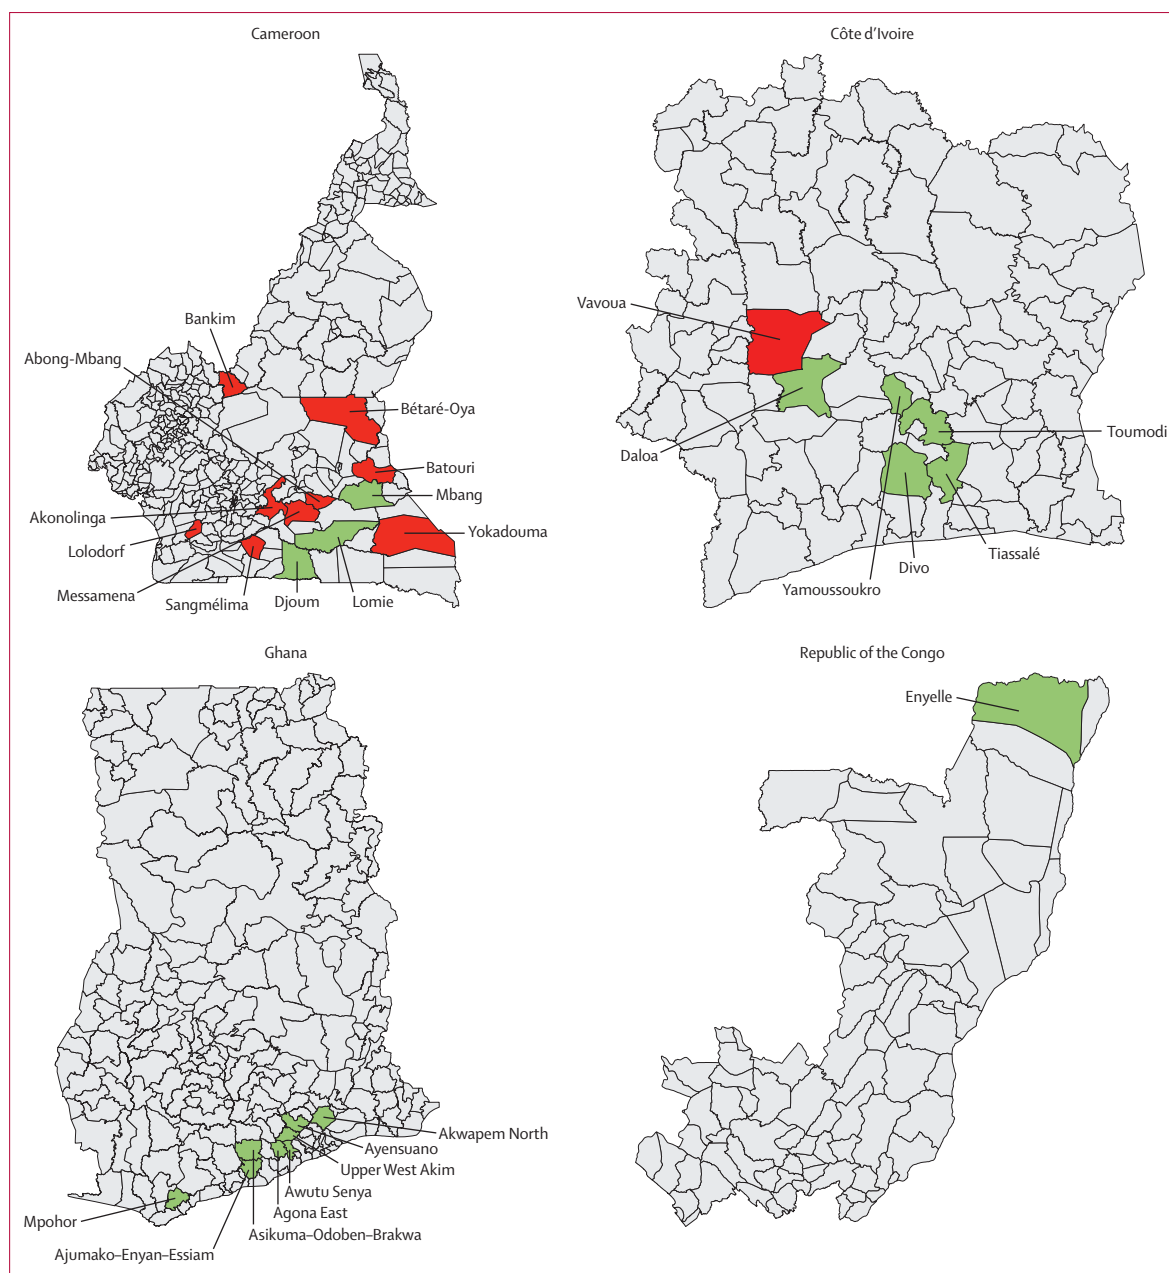 Cameroon
Côte d'Ivoire
Bankim
Abong-Mbang
Bétaré-Oya
Batouri
Mbang
Akonolinga
Yokadouma
Lolodorf
Messamena
Sangmélima
Djoum
Lomie
Vavoua
Toumodi
Daloa
Tiassalé
Divo
Yamoussoukro
Ghana
Republic of the Congo
Enyelle
Akwapem North
Ayensuano
Upper West Akim
Awutu Senya
Agona East
Mpohor
Asikuma–Odoben–Brakwa
Ajumako–Enyan–Essiam